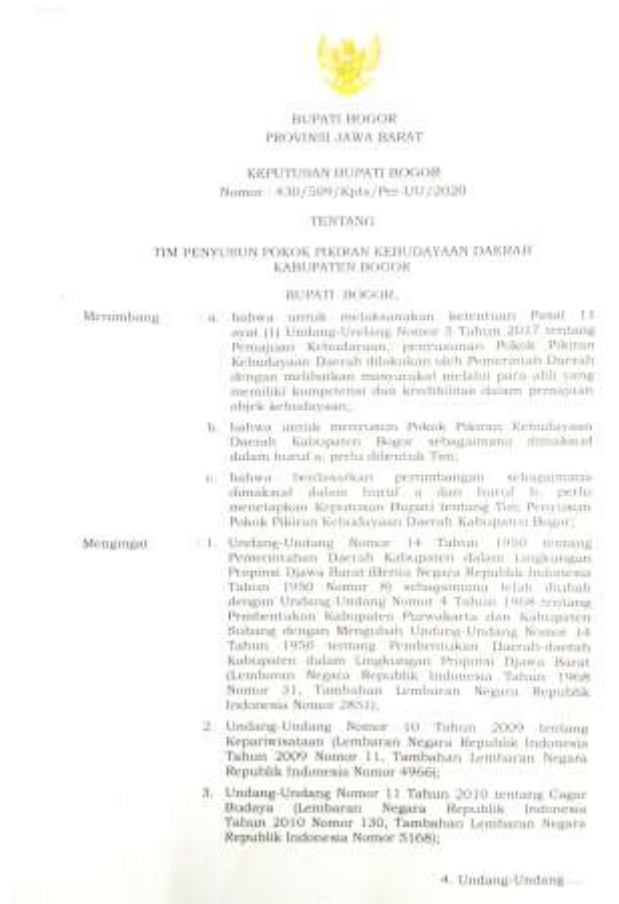 BUPATI BOGOR
PROVINSI JAWA BARAT
KEPUTUSAN BUPATI BOGOR
Nomor : 430/509/Kpts/Per-UU/2020
TENTANG
TIM PENYUSUN POKOK PIKIRAN KEBUDAYAAN DAERAH
KABUPATEN BOGOR
BUPATI BOGOR,
Menimbang : a. bahwa untuk melaksanakan ketentuan Pasal 11
ayat (1) Undang-Undang Nomor 5 Tahun 2017 tentang
Pemajuan Kebudayaan, penyusunan Pokok Pikiran
Kebudayaan Daerah dilakukan oleh Pemerintah Daerah
dengan melibatkan masyarakat melalui para ahli yang
memiliki kompetensi dan kredibilitas dalam pemajuan
objek kebudayaan;
b. bahwa untuk menyusun Pokok Pikiran Kebudayaan
Daerah Kabupaten Bogor sebagaimana dimaksud
dalam huruf a, perlu dibentuk Tim;
c. bahwa berdasarkan pertimbangan sebagaimana
dimaksud dalam huruf a dan huruf b, perlu
menetapkan Keputusan Bupati tentang Tim Penyusun
Pokok Pikiran Kebudayaan Daerah Kabupaten Bogor;
Mengingat : 1. Undang-Undang Nomor 14 Tahun 1950 tentang
Pemerintahan Daerah Kabupaten dalam Lingkungan
Propinsi Djawa Barat (Berita Negara Republik Indonesia
Tahun 1950 Nomor 8) sebagaimana telah diubah
dengan Undang-Undang Nomor 4 Tahun 1968 tentang
Pembentukan Kabupaten Purwakarta dan Kabupaten
Subang dengan Mengubah Undang-Undang Nomor 14
Tahun 1950 tentang Pembentukan Daerah-daerah
Kabupaten dalam Lingkungan Propinsi Djawa Barat
(Lembaran Negara Republik Indonesia Tahun 1968
Nomor 31, Tambahan Lembaran Negara Republik
Indonesia Nomor 2851);
2. Undang-Undang Nomor 10 Tahun 2009 tentang
Kepariwisataan (Lembaran Negara Republik Indonesia
Tahun 2009 Nomor 11, Tambahan Lembaran Negara
Republik Indonesia Nomor 4966);
3. Undang-Undang Nomor 11 Tahun 2010 tentang Cagar
Budaya (Lembaran Negara Republik Indonesia
Tahun 2010 Nomor 130, Tambahan Lembaran Negara
Republik Indonesia Nomor 5168);
4. Undang-Undang....